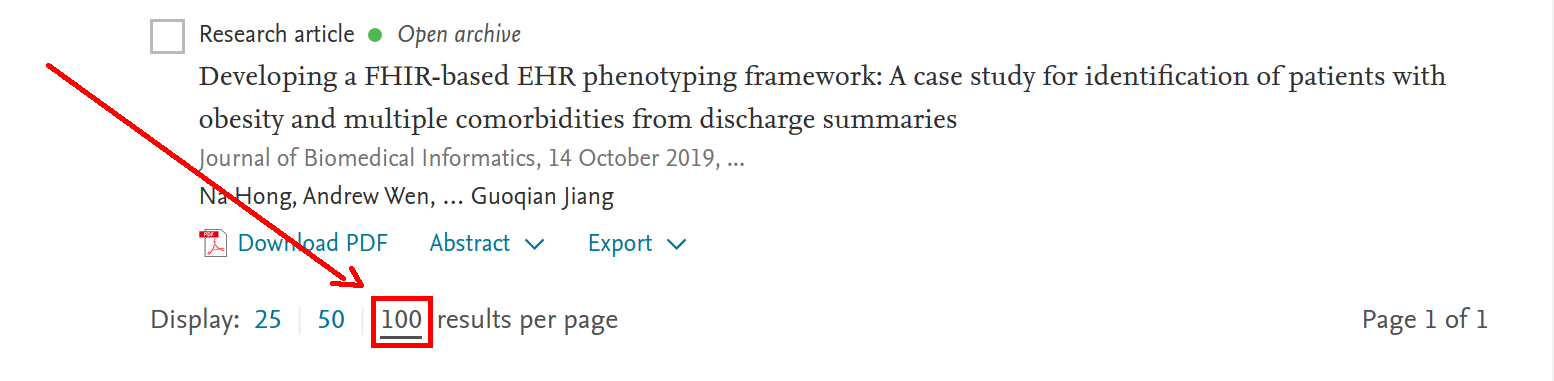 Research article ● Open archive
Developing a FHIR-based EHR phenotyping framework: A case study for identification of patients with
obesity and multiple comorbidities from discharge summaries
Journal of Biomedical Informatics, 14 October 2019, ...
Na Hong, Andrew Wen, ... Guoqian Jiang
PDF Download PDF Abstract Export
Display: 25 | 50 | 100 results per page Page 1 of 1